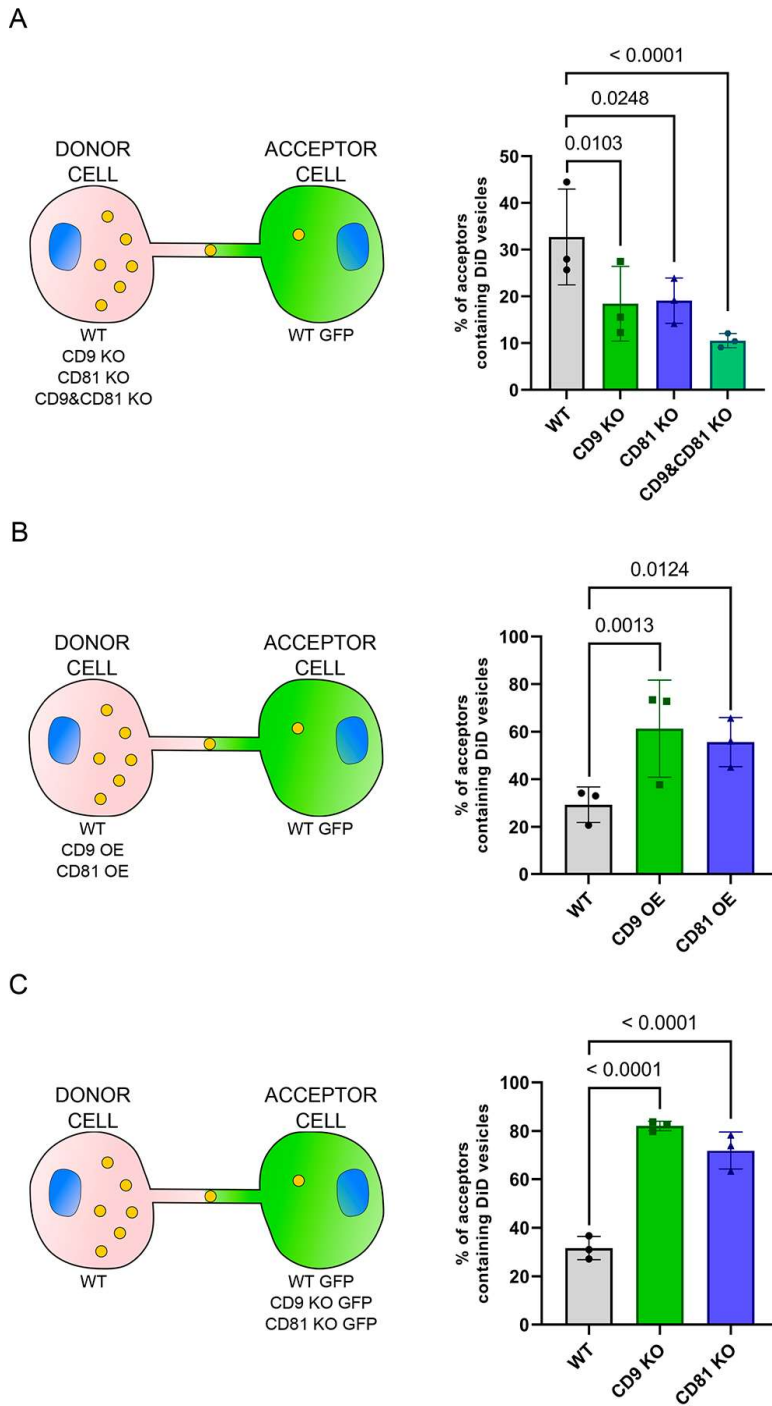 A
DONOR
CELL
ACCEPTOR
CELL
WT
CD9 KO
CD81 KO
CD9&CD81 KO
WT GFP
< 0.0001
0.0248
0.0103
% of acceptors
containing DiD vesicles
50
40
30
20
10
0
WT
CD9 KO
CD81 KO
CD9&CD81 KO
B
DONOR
CELL
ACCEPTOR
CELL
WT
CD9 OE
CD81 OE
WT GFP
0.0124
0.0013
% of acceptors
containing DiD vesicles
100
80
60
40
20
0
WT
CD9 OE
CD81 OE
C
DONOR
CELL
ACCEPTOR
CELL
WT
WT GFP
CD9 KO GFP
CD81 KO GFP
< 0.0001
< 0.0001
% of acceptors
containing DiD vesicles
100
80
60
40
20
0
WT
CD9 KO
CD81 KO